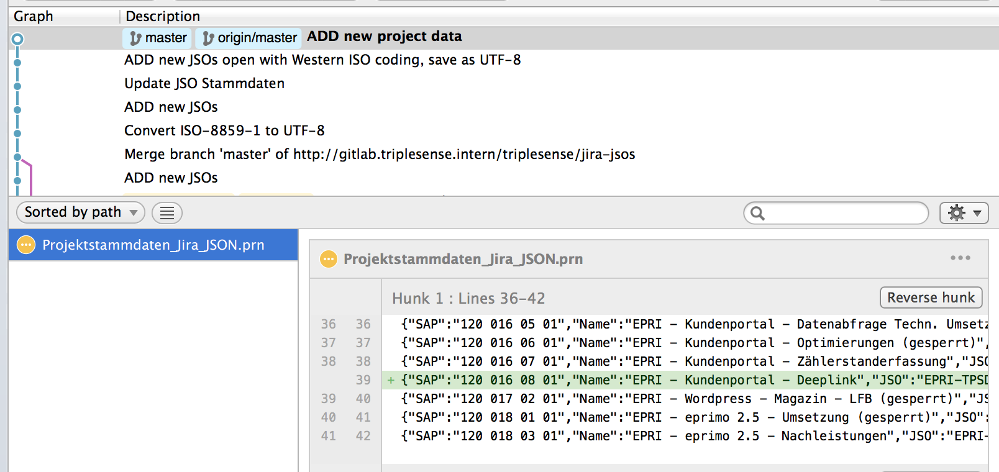 Graph Description
master origin/master ADD new project data
ADD new JSOs open with Western ISO coding, save as UTF-8
Update JSO Stammdaten
ADD new JSOs
Convert ISO-8859-1 to UTF-8
Merge branch 'master' of http://gitlab.triplesense.intern/triplesense/jira-jsos
ADD new JSOs
Sorted by path
Projektstammdaten_Jira_JSON.prn
Projektstammdaten_Jira_JSON.prn
Hunk 1 : Lines 36-42 Reverse hunk
36 36 {"SAP":"120 016 05 01","Name":"EPRI - Kundenportal - Datenabfrage Techn. Umsetz
37 37 {"SAP":"120 016 06 01","Name":"EPRI - Kundenportal - Optimierungen (gesperrt)",
38 38 {"SAP":"120 016 07 01","Name":"EPRI - Kundenportal - Zählerstanderfassung","JSO
39 + {"SAP":"120 016 08 01","Name":"EPRI - Kundenportal - Deeplink","JSO":"EPRI-TPSD
39 40 {"SAP":"120 017 02 01","Name":"EPRI - Wordpress - Magazin - LFB (gesperrt)","JS
40 41 {"SAP":"120 018 01 01","Name":"EPRI - eprimo 2.5 - Umsetzung (gesperrt)","JSO":
41 42 {"SAP":"120 018 03 01","Name":"EPRI - eprimo 2.5 - Nachleistungen","JSO":"EPRI-